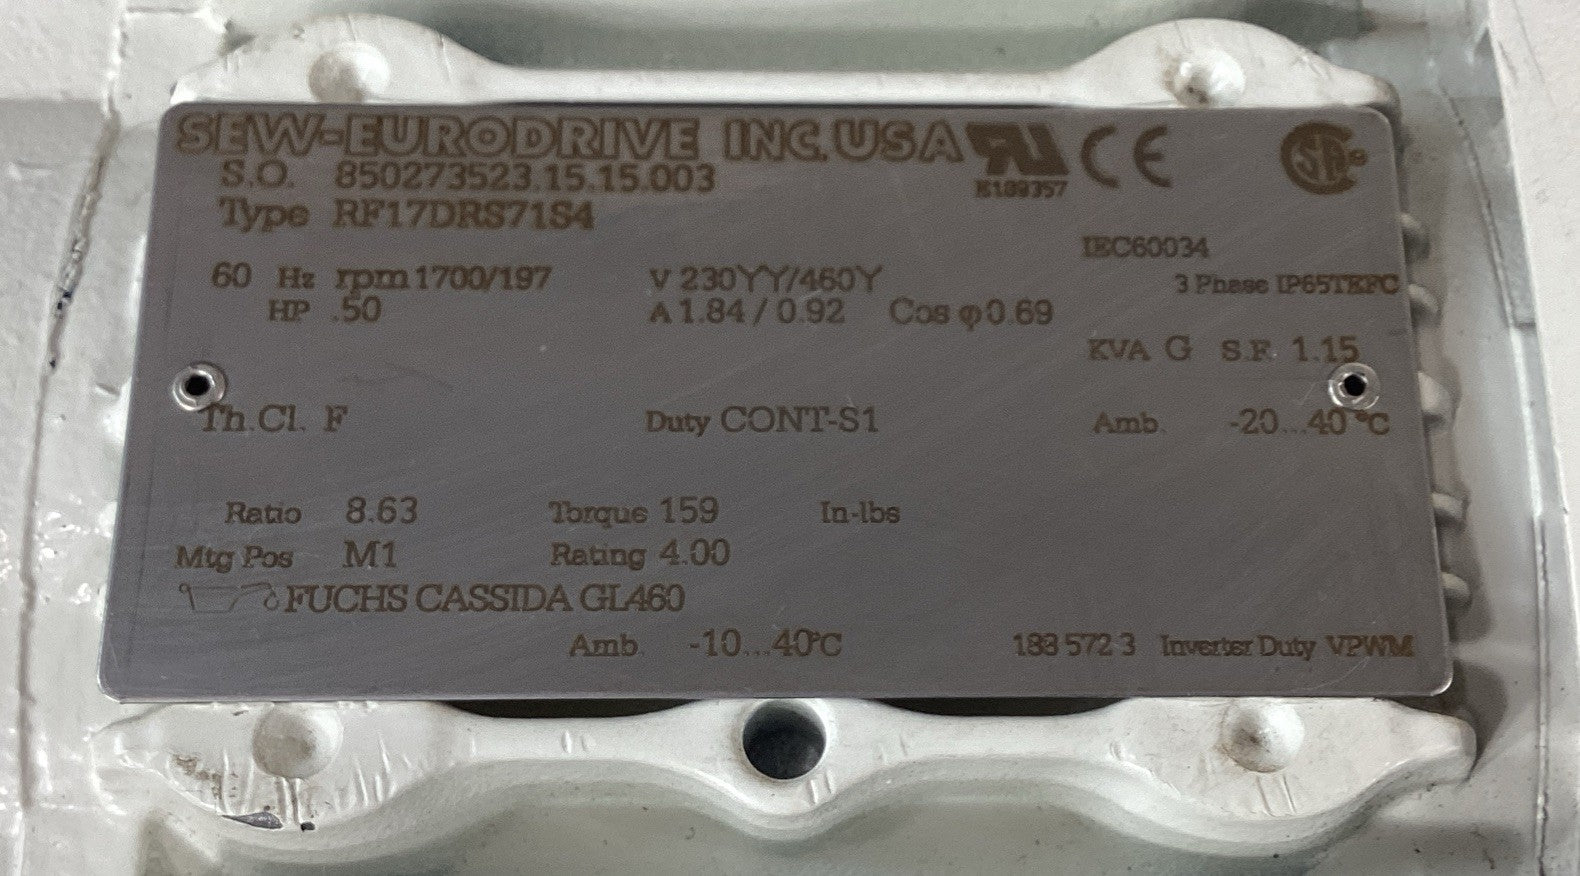 SEW-EURODRIVE INC. USA
E189357
S.O. 850273523.15.15.003
Type RF17DRS71S4
IEC60034
60 Hz rpm 1700/197 V 230YY/460Y 3 Phase IP65TEFC
HP .50 A 1.84 / 0.92 Cos φ 0.69
KVA G S.F. 1.15
Th.Cl. F Duty CONT-S1 Amb. -20...40 °C
Ratio 8.63 Torque 159 In-lbs
Mtg Pos M1 Rating 4.00
FUCHS CASSIDA GL460
Amb. -10...40°C 188 572 3 Inverter Duty VPWM